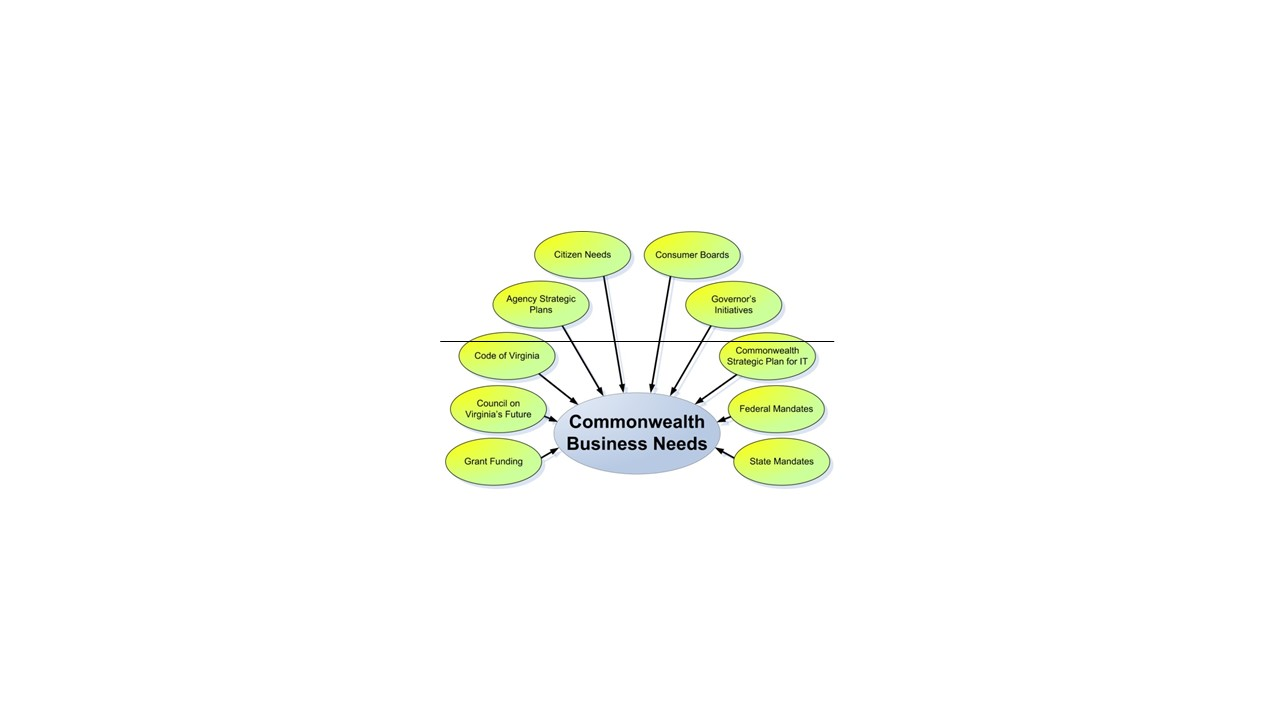 Citizen Needs
Consumer Boards
Agency Strategic
Plans
Governor's
Initiatives
Code of Virginia
Commonwealth
Strategic Plan for IT
Council on
Virginia's Future
Federal Mandates
Commonwealth
Business Needs
Grant Funding
State Mandates